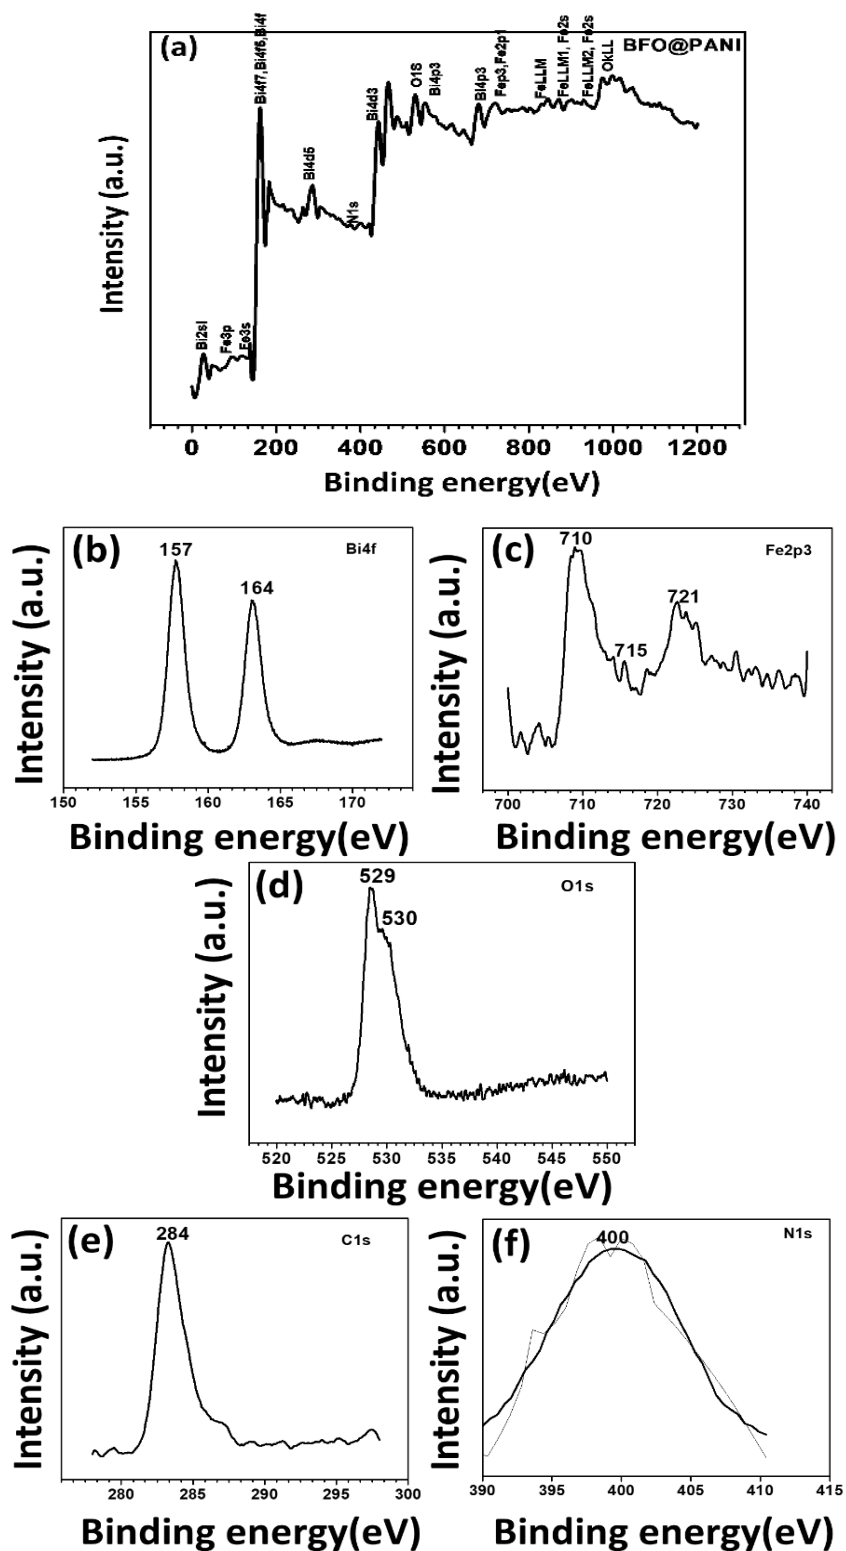 (a)
BFO@PANI
Bi2sl
Fe3p
Fe3s
Bi4f7,Bi4f5,Bi4f
Bi4d5
N1s
Bi4d3
O1S
Bi4p3
Bi4p3
Fep3,Fe2p1
FeLLM
FeLLM1, Fe2s
FeLLM2, Fe2s
OkLL
Intensity (a.u.)
0 200 400 600 800 1000 1200
Binding energy(eV)
(b)
Bi4f
157
164
Intensity (a.u.)
150 155 160 165 170
Binding energy(eV)
(c)
Fe2p3
710
715
721
Intensity (a.u.)
700 710 720 730 740
Binding energy(eV)
(d)
O1s
529
530
Intensity (a.u.)
520 525 530 535 540 545 550
Binding energy(eV)
(e)
C1s
284
Intensity (a.u.)
280 285 290 295 300
Binding energy(eV)
(f)
N1s
400
Intensity (a.u.)
390 395 400 405 410 415
Binding energy(eV)